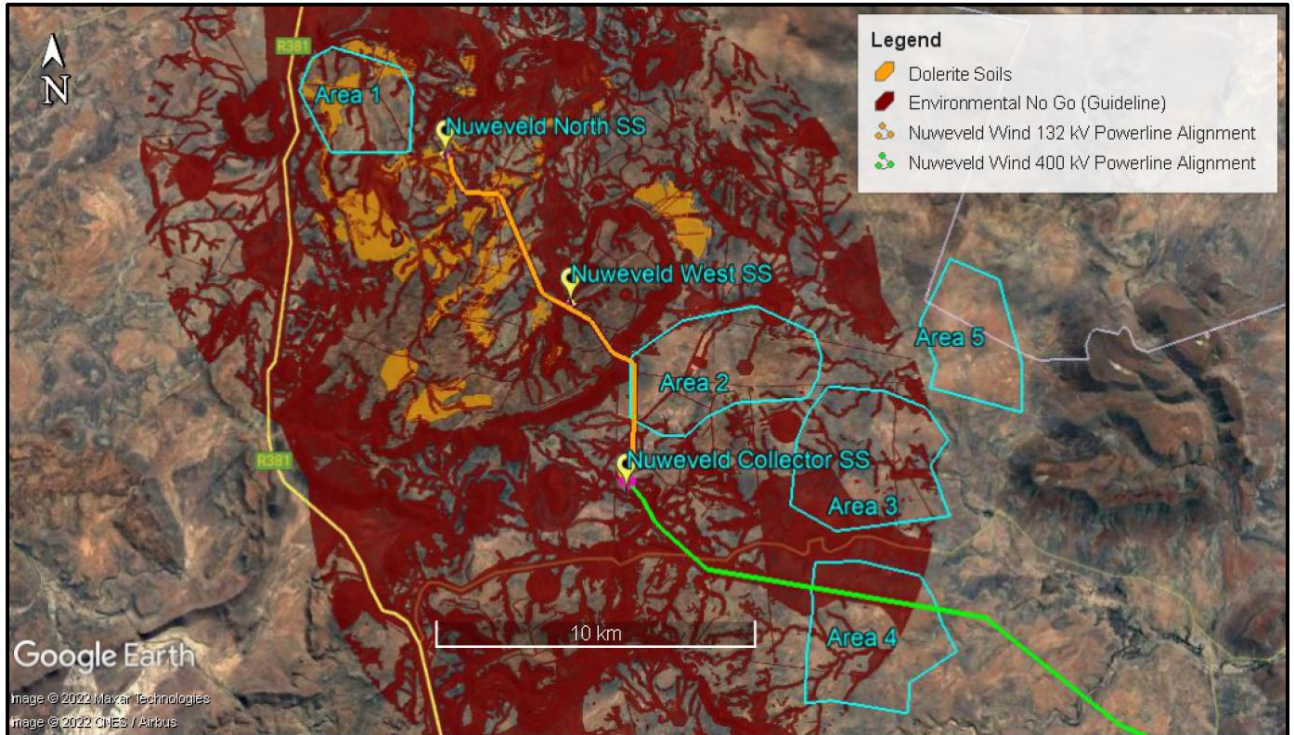 N
R381
Area 1
Nuweveld North SS
Legend
Dolerite Soils
Environmental No Go (Guideline)
Nuweveld Wind 132 kV Powerline Alignment
Nuweveld Wind 400 kV Powerline Alignment
Nuweveld West SS
Area 5
Area 2
Nuweveld Collector SS
R381
Area 3
10 km
Area 4
Google Earth
Image © 2022 Maxar Technologies
Image © 2022 CNES / Airbus